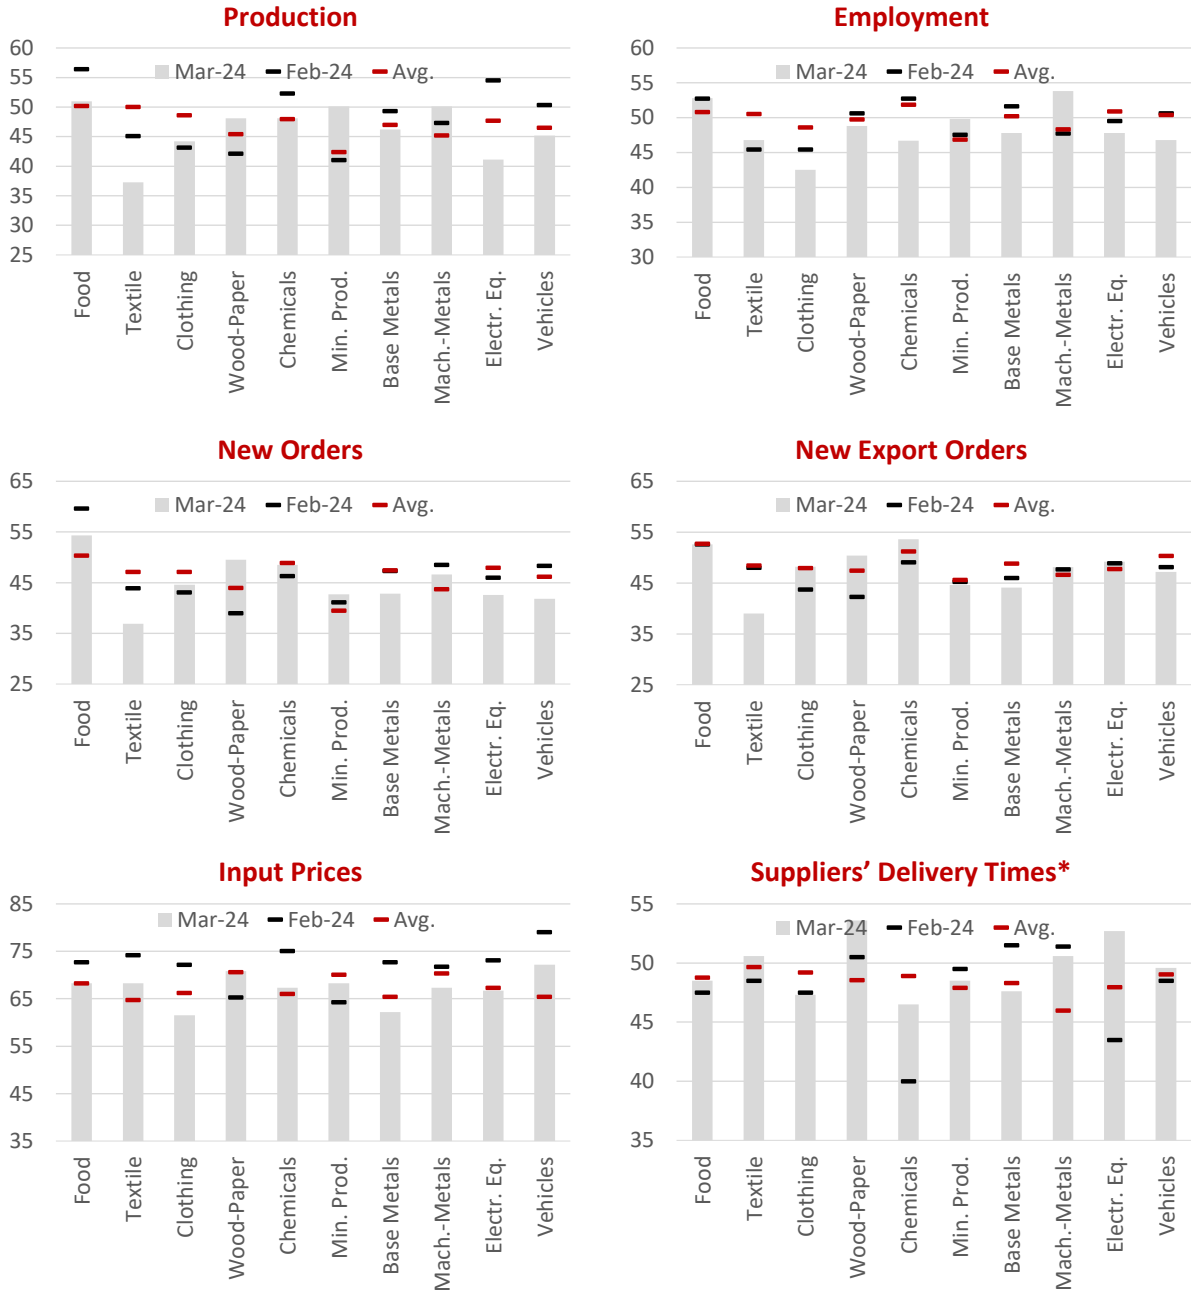 Production
Mar-24 Feb-24 Avg.
60
55
50
45
40
35
30
25
Food
Textile
Clothing
Wood-Paper
Chemicals
Min. Prod.
Base Metals
Mach.-Metals
Electr. Eq.
Vehicles
Employment
Mar-24 Feb-24 Avg.
60
55
50
45
40
35
30
Food
Textile
Clothing
Wood-Paper
Chemicals
Min. Prod.
Base Metals
Mach.-Metals
Electr. Eq.
Vehicles
New Orders
Mar-24 Feb-24 Avg.
65
55
45
35
25
Food
Textile
Clothing
Wood-Paper
Chemicals
Min. Prod.
Base Metals
Mach.-Metals
Electr. Eq.
Vehicles
New Export Orders
Mar-24 Feb-24 Avg.
65
55
45
35
25
Food
Textile
Clothing
Wood-Paper
Chemicals
Min. Prod.
Base Metals
Mach.-Metals
Electr. Eq.
Vehicles
Input Prices
Mar-24 Feb-24 Avg.
85
75
65
55
45
35
Food
Textile
Clothing
Wood-Paper
Chemicals
Min. Prod.
Base Metals
Mach.-Metals
Electr. Eq.
Vehicles
Suppliers’ Delivery Times*
Mar-24 Feb-24 Avg.
55
50
45
40
35
Food
Textile
Clothing
Wood-Paper
Chemicals
Min. Prod.
Base Metals
Mach.-Metals
Electr. Eq.
Vehicles